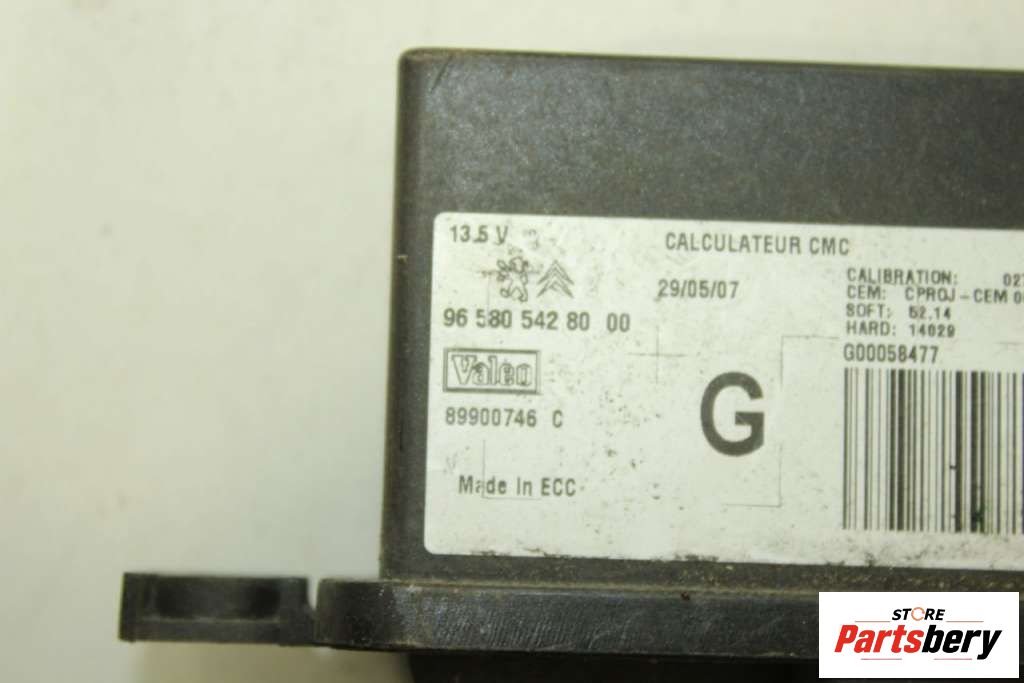 13.5 V
CALCULATEUR CMC
29/05/07
CALIBRATION:
CEM: CPROJ-CEM
SOFT: 52.14
HARD: 14029
G00058477
96 580 542 80 00
Valeo
89900746 C
G
Made In ECC
STORE
Partsbery